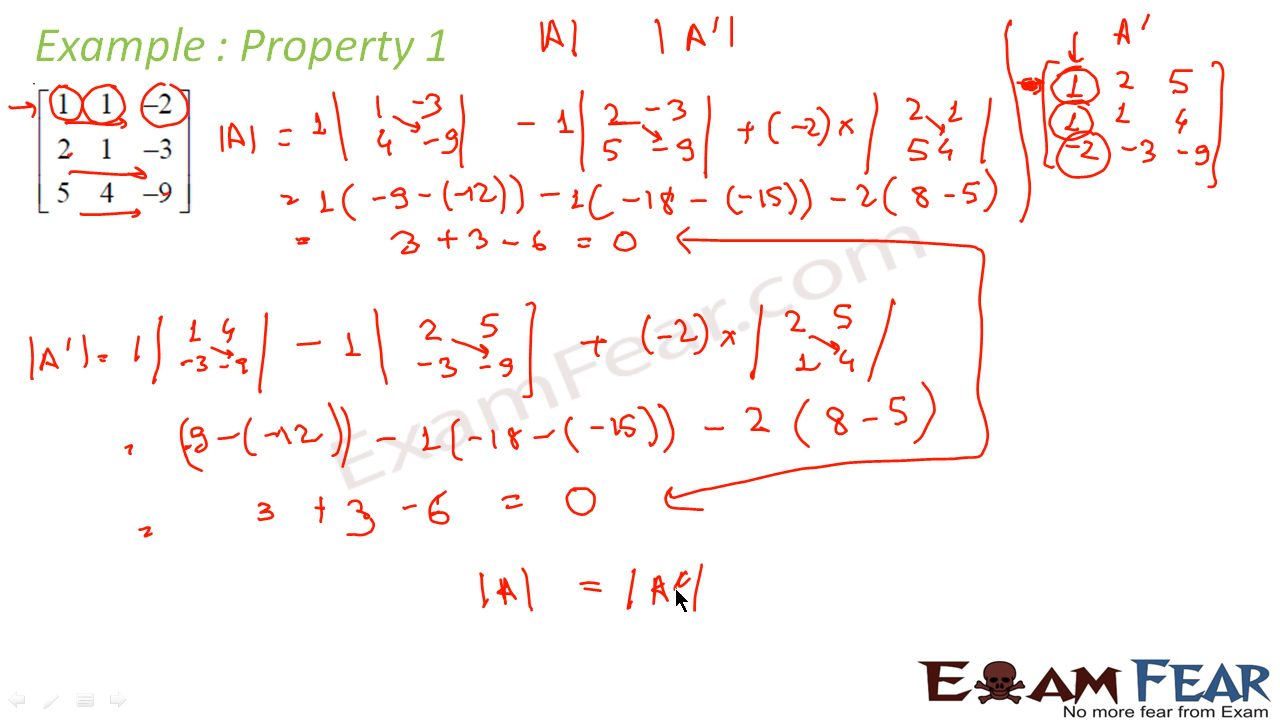 Example : Property 1
|A| |A'|
A'
1 1 –2
2 1 –3
5 4 –9
1 2 5
1 1 4
-2 -3 -9
|A| = 1 |1 -3 4 -9| - 1 |2 -3 5 -9| + (-2) × |2 1 5 4|
= 1 ( -9 - (-12)) - 1 ( -18 - (-15)) - 2 ( 8 - 5)
= 3 + 3 - 6 = 0
|A'| = 1 |1 4 -3 -9| - 1 |2 5 -3 -9] + (-2) × |2 5 1 4|
= (-9 - (-12)) - 1 (-18 - (-15)) - 2 ( 8 - 5)
= 3 + 3 - 6 = 0
|A| = |A'|
ExamFear.com
EXAM FEAR
No more fear from Exam